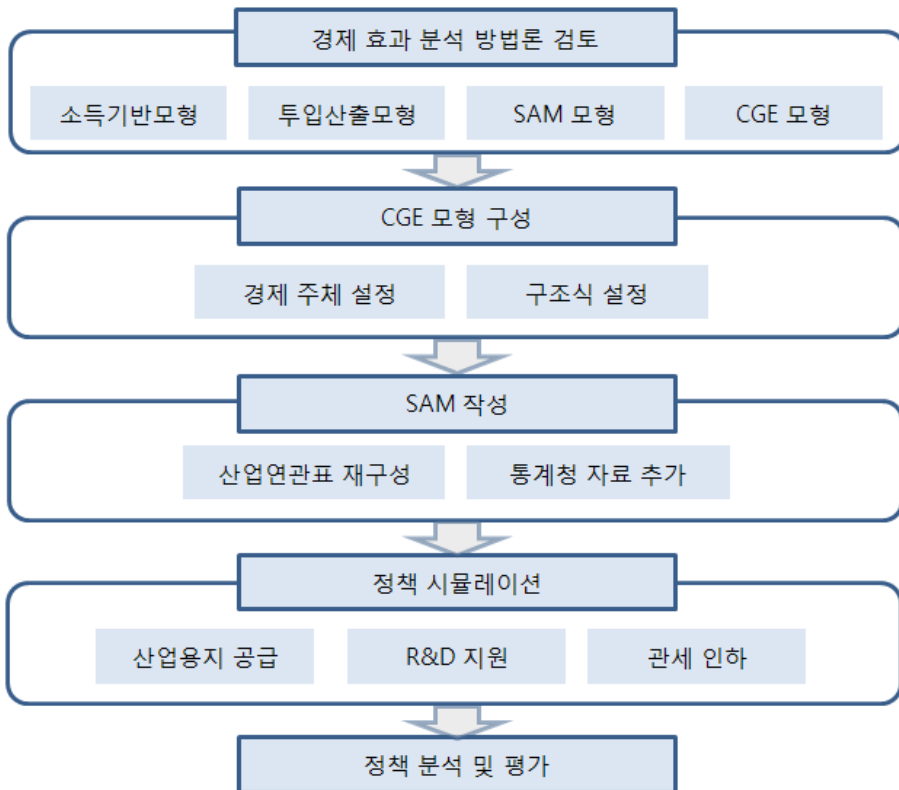 경제 효과 분석 방법론 검토
소득기반모형
투입산출모형
SAM 모형
CGE 모형
CGE 모형 구성
경제 주체 설정
구조식 설정
SAM 작성
산업연관표 재구성
통계청 자료 추가
정책 시뮬레이션
산업용지 공급
R&D 지원
관세 인하
정책 분석 및 평가